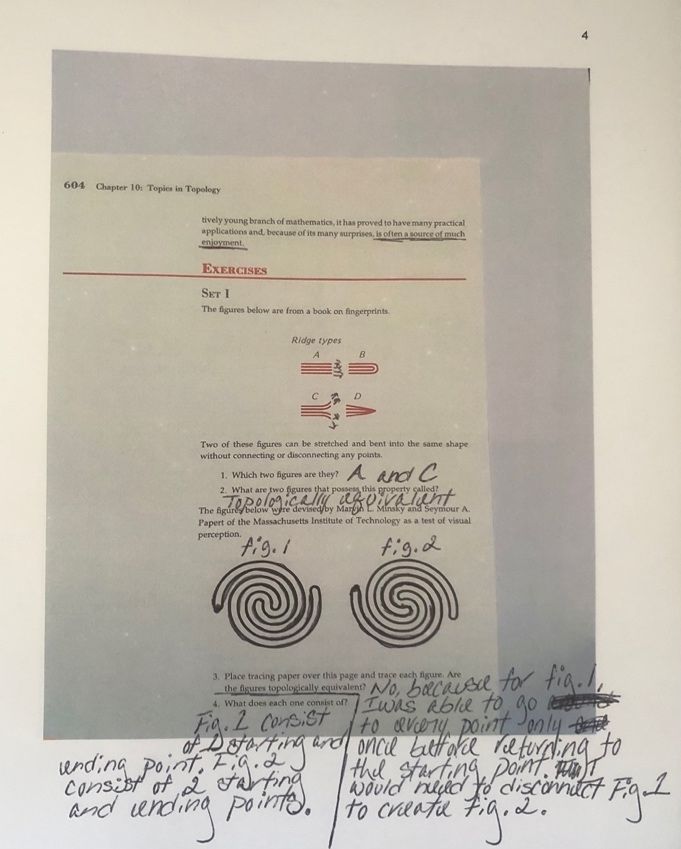 4
604 Chapter 10: Topics in Topology
tively young branch of mathematics, it has proved to have many practical
applications and, because of its many surprises, is often a source of much
enjoyment.
EXERCISES
SET I
The figures below are from a book on fingerprints.
Ridge types
A B
C D
Two of these figures can be stretched and bent into the same shape
without connecting or disconnecting any points.
1. Which two figures are they? A and C
2. What are two figures that possess this property called?
Topologically equivalent
The figures below were devised by Marvin L. Minsky and Seymour A.
Papert of the Massachusetts Institute of Technology as a test of visual
perception.
fig. 1 fig. 2
3. Place tracing paper over this page and trace each figure. Are
the figures topologically equivalent? No, because for fig. 1,
I was able to go
to every point only
once before returning to
the starting point. I
would need to disconnect Fig. 1
to create Fig. 2.
4. What does each one consist of?
Fig. 1 consist
of 1 starting and
ending point. Fig. 2
consist of 2 starting
and ending points.